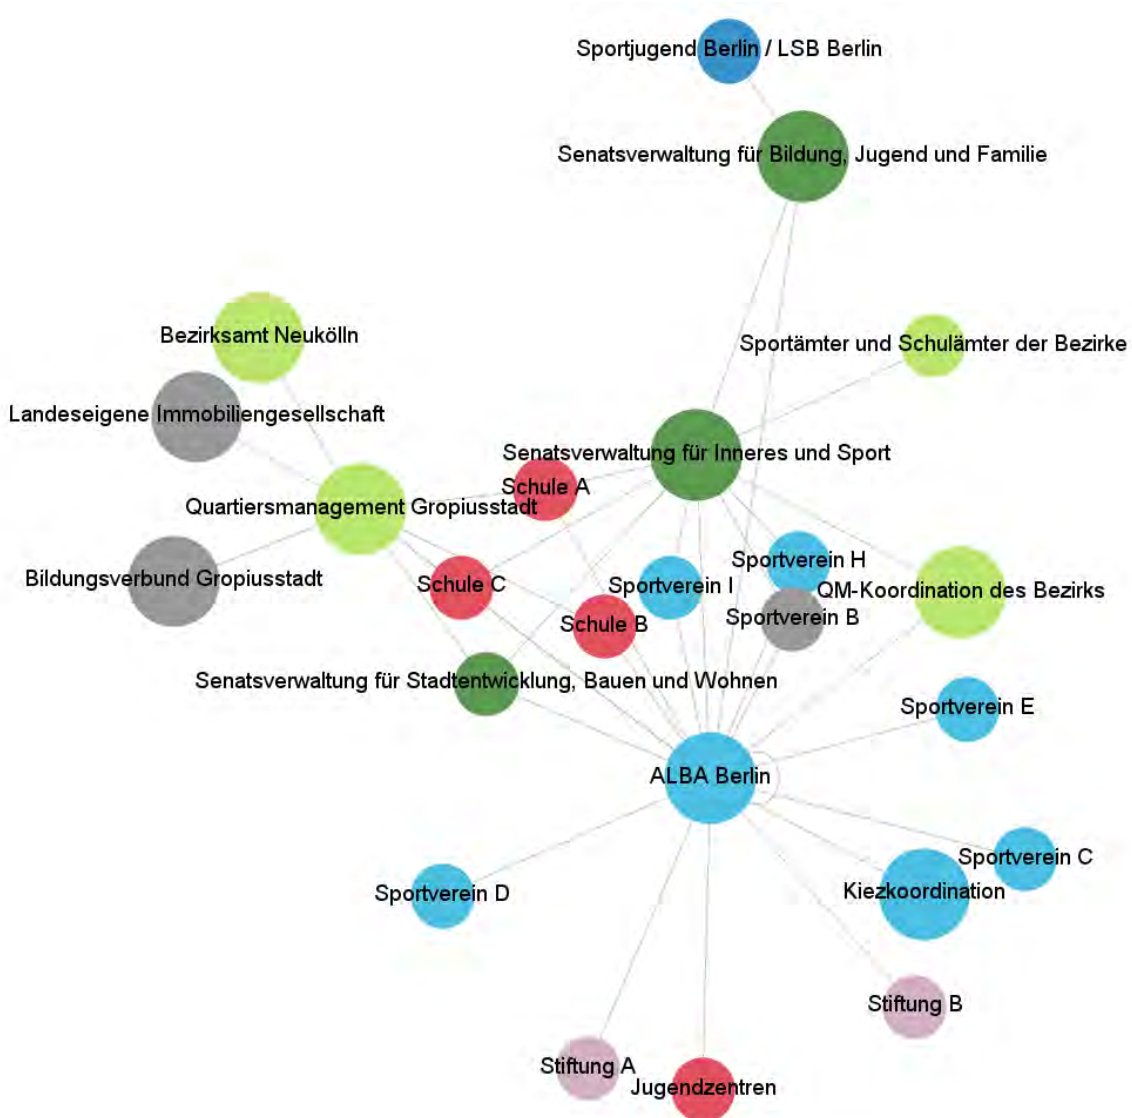 Sportjugend Berlin / LSB Berlin
Senatsverwaltung für Bildung, Jugend und Familie
Bezirksamt Neukölln
Sportämter und Schulämter der Bezirke
Landeseigene Immobiliengesellschaft
Senatsverwaltung für Inneres und Sport
Schule A
Quartiersmanagement Gropiusstadt
Sportverein H
Bildungsverbund Gropiusstadt
Schule C
Sportverein I
QM-Koordination des Bezirks
Schule B
Sportverein B
Senatsverwaltung für Stadtentwicklung, Bauen und Wohnen
Sportverein E
ALBA Berlin
Sportverein C
Sportverein D
Kiezkoordination
Stiftung B
Stiftung A
Jugendzentren